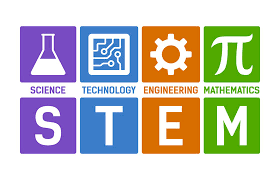 π
SCIENCE TECHNOLOGY ENGINEERING MATHEMATICS
S T E M